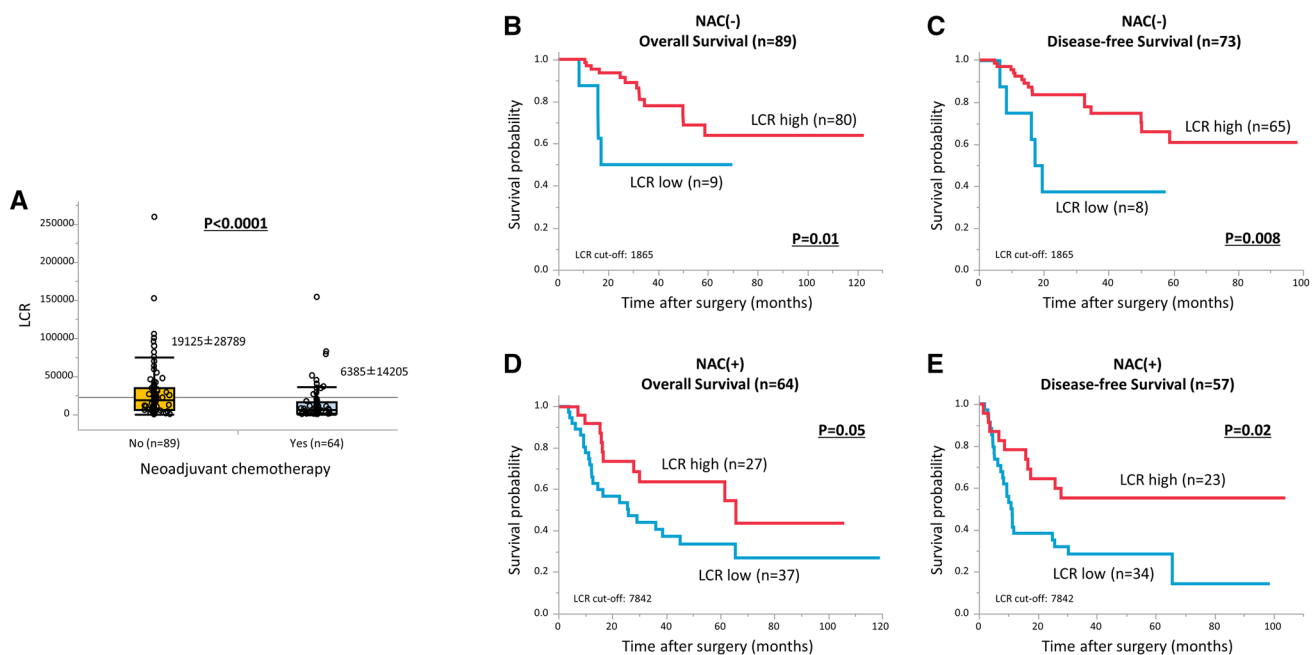 A
P<0.0001
LCR
250000
200000
150000
100000
50000
0
19125±28789
6385±14205
No (n=89)
Yes (n=64)
Neoadjuvant chemotherapy
B
NAC(-)
Overall Survival (n=89)
Survival probability
1.0
0.8
0.6
0.4
0.2
0.0
LCR high (n=80)
LCR low (n=9)
P=0.01
LCR cut-off: 1865
0 20 40 60 80 100 120
Time after surgery (months)
C
NAC(-)
Disease-free Survival (n=73)
Survival probability
1.0
0.8
0.6
0.4
0.2
0.0
LCR high (n=65)
LCR low (n=8)
P=0.008
LCR cut-off: 1865
0 20 40 60 80 100
Time after surgery (months)
D
NAC(+)
Overall Survival (n=64)
Survival probability
1.0
0.8
0.6
0.4
0.2
0.0
P=0.05
LCR high (n=27)
LCR low (n=37)
LCR cut-off: 7842
0 20 40 60 80 100 120
Time after surgery (months)
E
NAC(+)
Disease-free Survival (n=57)
Survival probability
1.0
0.8
0.6
0.4
0.2
0.0
P=0.02
LCR high (n=23)
LCR low (n=34)
LCR cut-off: 7842
0 20 40 60 80 100
Time after surgery (months)